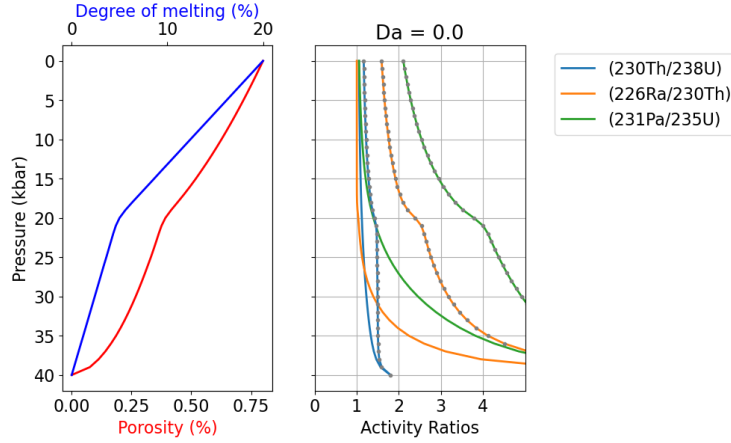 Degree of melting (%)
0 10 20
Da = 0.0
0
5
10
15
20
25
30
35
40
Pressure (kbar)
0.00 0.25 0.50 0.75
Porosity (%)
0 1 2 3 4
Activity Ratios
(230Th/238U)
(226Ra/230Th)
(231Pa/235U)